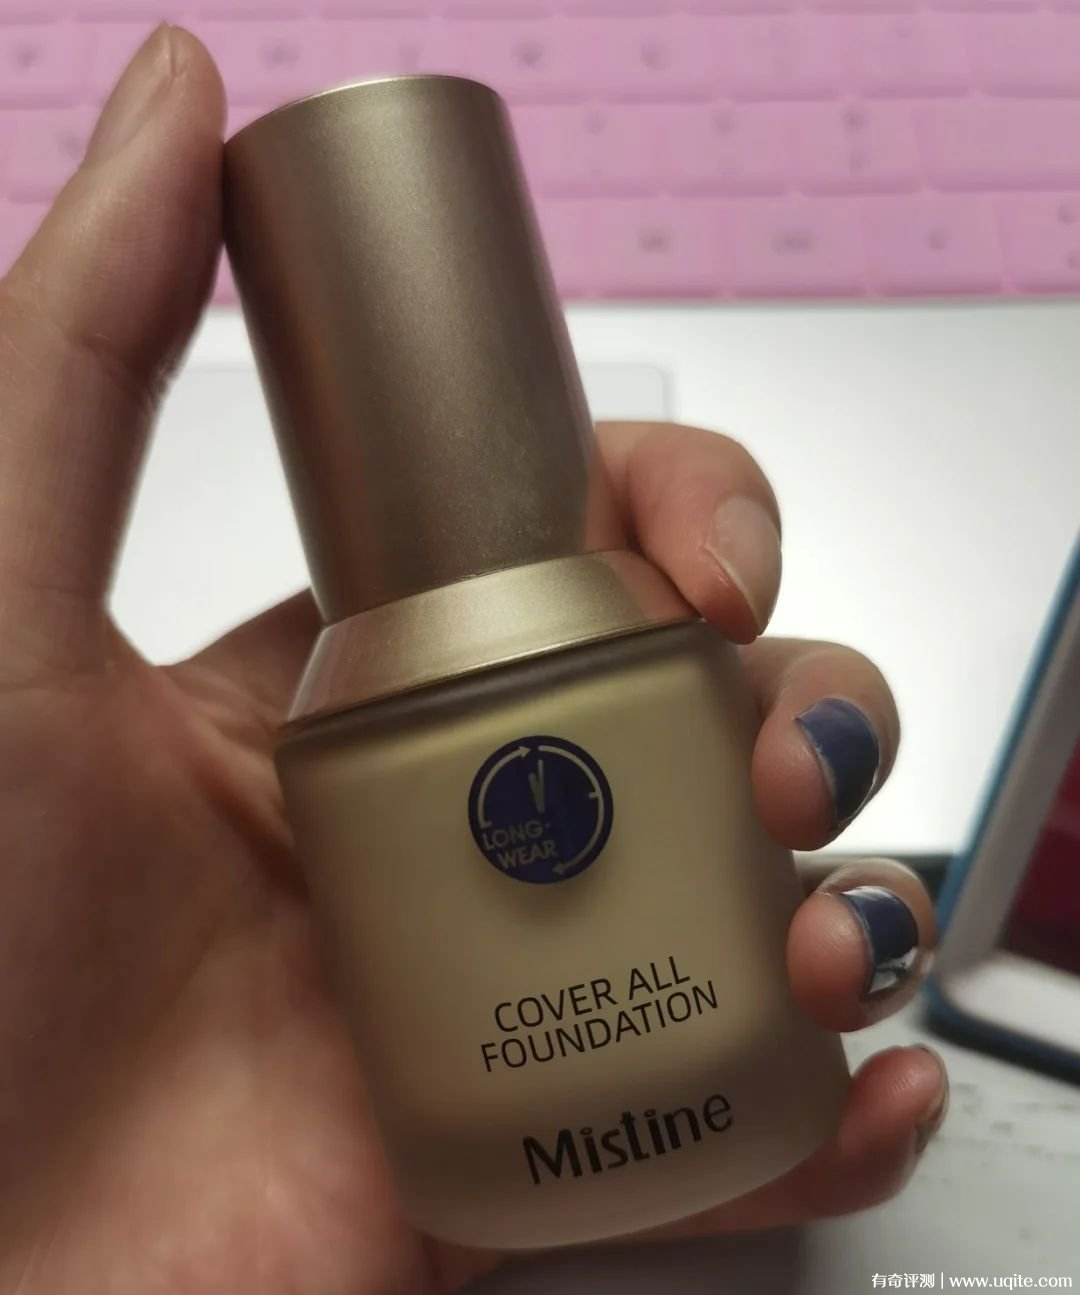 LONG-
WEAR
COVER ALL
FOUNDATION
Mistine
有奇评测 | www.uqite.com